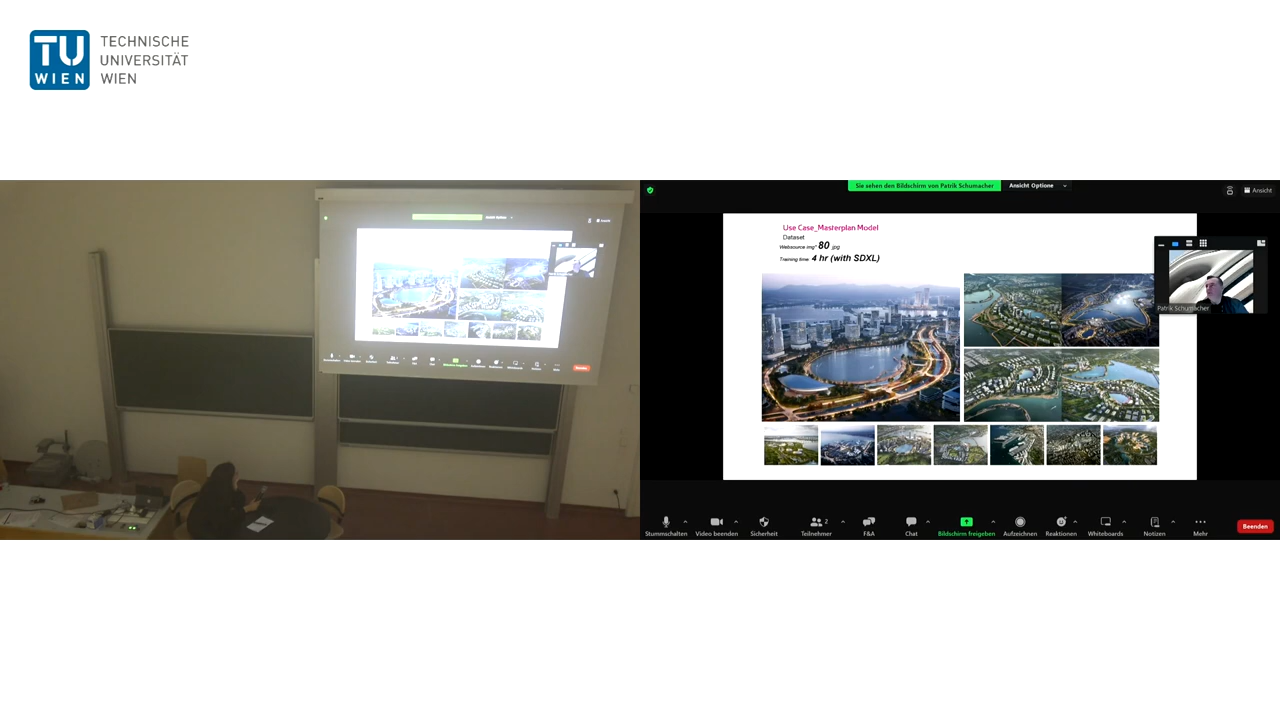 TU
WIEN
TECHNISCHE
UNIVERSITÄT
WIEN
Sie sehen den Bildschirm von Patrik Schumacher
Ansicht Optione
Ansicht
Use Case_Masterplan Model
Dataset
Websource img* 80 .jpg
Training time: 4 hr (with SDXL)
Patrik Schumacher
Stummschalten
Video beenden
Sicherheit
2
Teilnehmer
F&A
Chat
Bildschirm freigeben
Aufzeichnen
Reaktionen
Whiteboards
Notizen
Mehr
Beenden